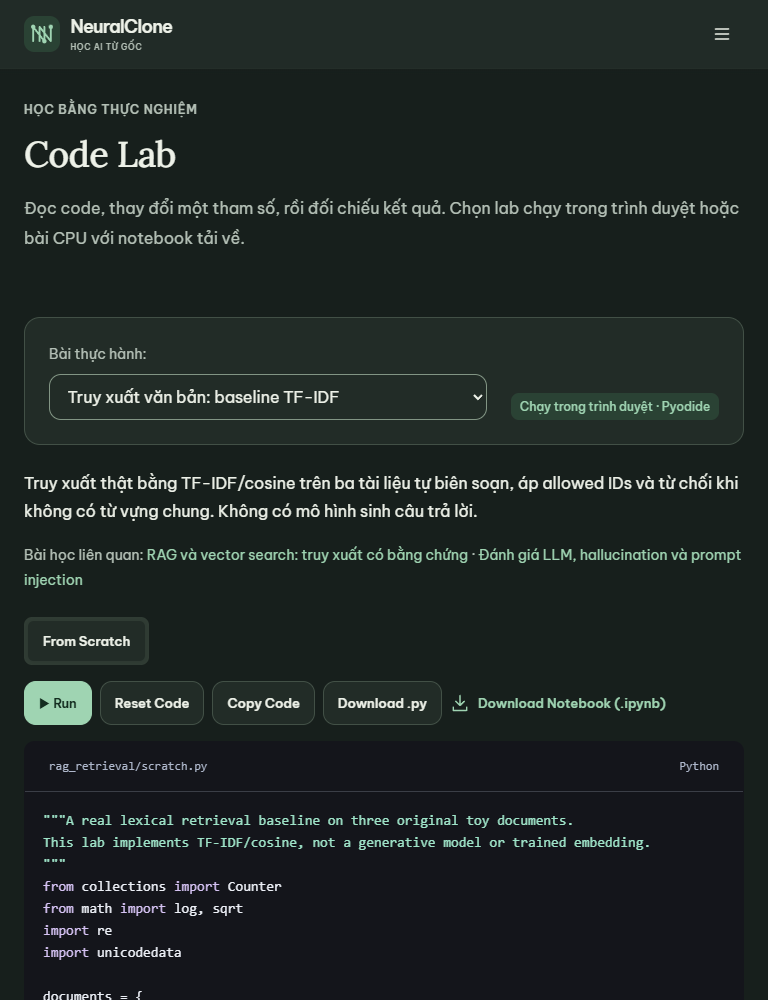 NeuralClone
HỌC AI TỪ GỐC
HỌC BẰNG THỰC NGHIỆM
Code Lab
Đọc code, thay đổi một tham số, rồi đối chiếu kết quả. Chọn lab chạy trong trình duyệt hoặc
bài CPU với notebook tải về.
Bài thực hành:
Truy xuất văn bản: baseline TF-IDF
Chạy trong trình duyệt · Pyodide
Truy xuất thật bằng TF-IDF/cosine trên ba tài liệu tự biên soạn, áp allowed IDs và từ chối khi
không có từ vựng chung. Không có mô hình sinh câu trả lời.
Bài học liên quan: RAG và vector search: truy xuất có bằng chứng · Đánh giá LLM, hallucination và prompt
injection
From Scratch
▶ Run
Reset Code
Copy Code
Download .py
Download Notebook (.ipynb)
rag_retrieval/scratch.py
Python
"""A real lexical retrieval baseline on three original toy documents.
This lab implements TF-IDF/cosine, not a generative model or trained embedding.
"""
from collections import Counter
from math import log, sqrt
import re
import unicodedata
documents = {